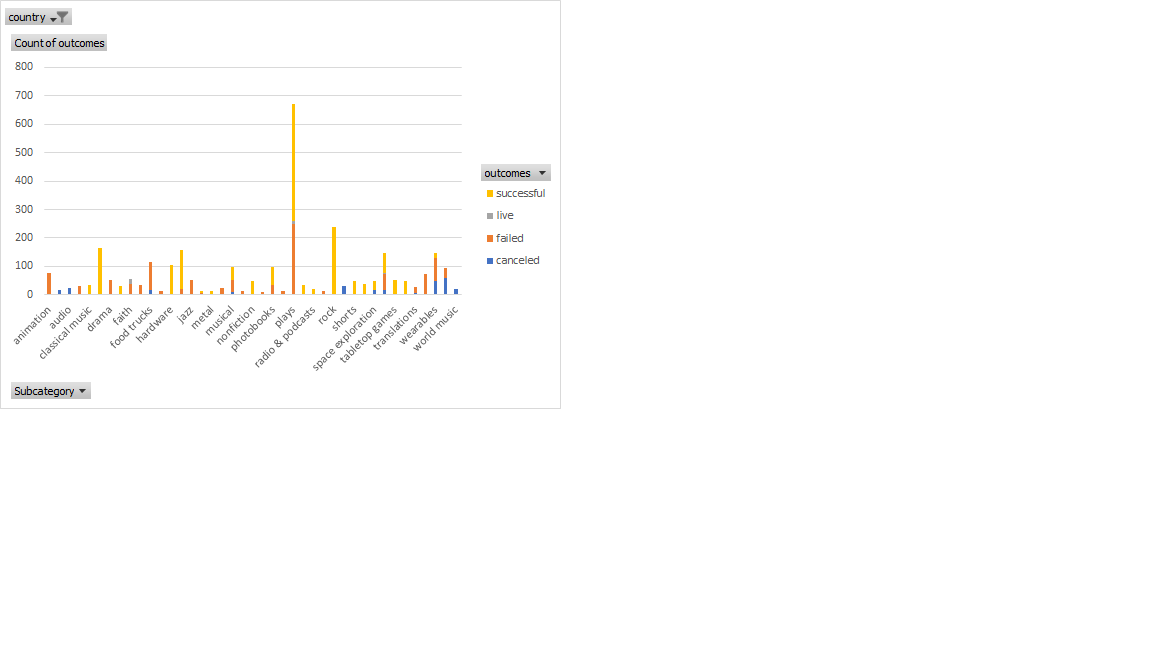 country
Count of outcomes
800
700
600
500
400
300
200
100
0
outcomes
successful
live
failed
canceled
animation
audio
classical music
drama
faith
food trucks
hardware
jazz
metal
musical
nonfiction
photobooks
plays
radio & podcasts
rock
shorts
space exploration
tabletop games
translations
wearables
world music
Subcategory